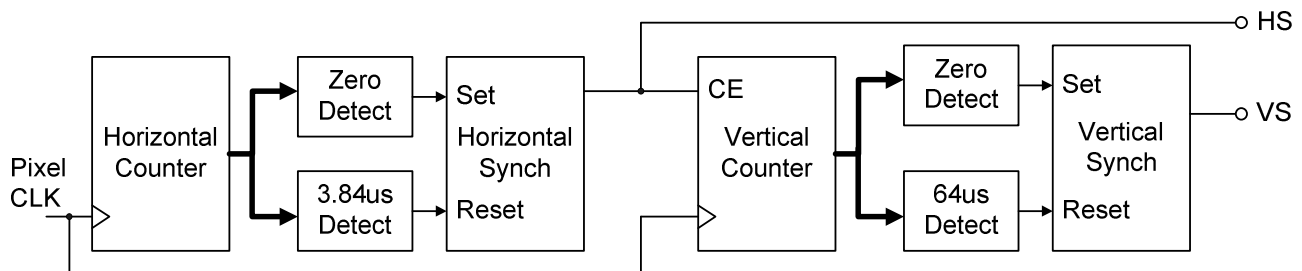 Pixel
CLK
Horizontal
Counter
Zero
Detect
3.84us
Detect
Set
Horizontal
Synch
Reset
CE
Vertical
Counter
Zero
Detect
64us
Detect
Set
Vertical
Synch
Reset
HS
VS